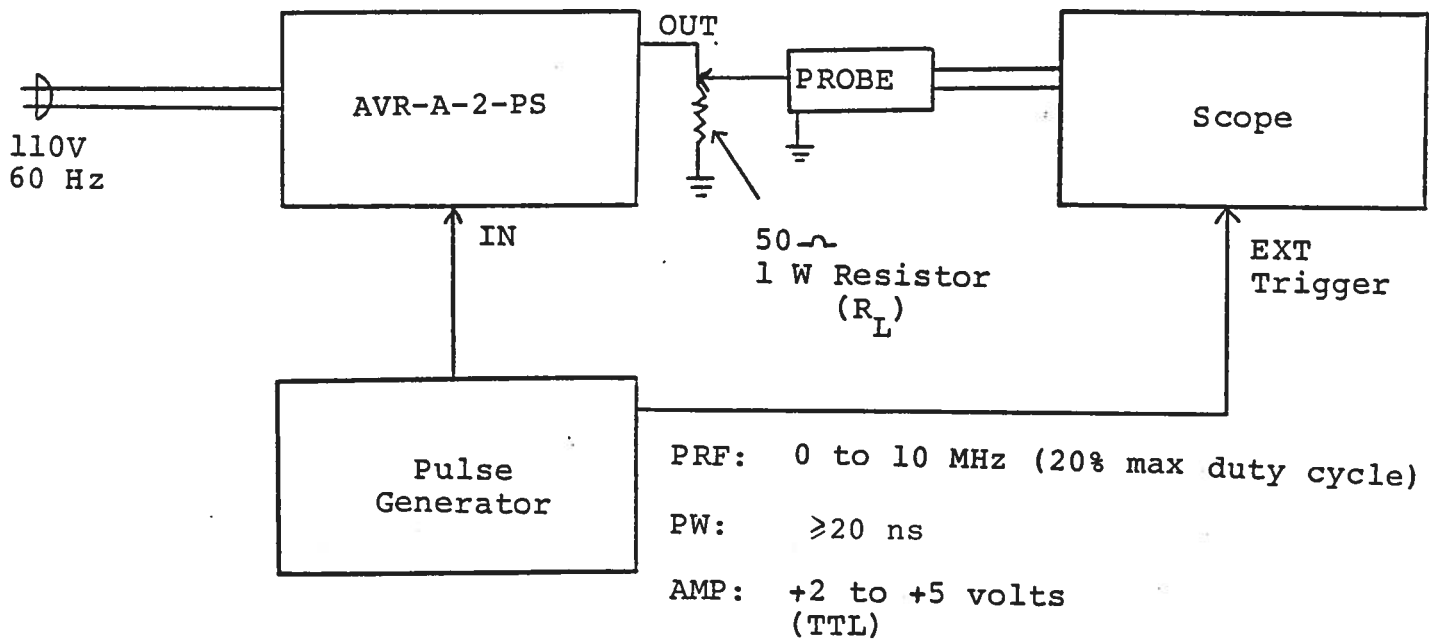 OUT
AVR-A-2-PS
PROBE
Scope
110V
60 Hz
IN
50 Ω
1 W Resistor
(R_L)
EXT
Trigger
Pulse
Generator
PRF: 0 to 10 MHz (20% max duty cycle)
PW: ⩾20 ns
AMP: +2 to +5 volts
(TTL)